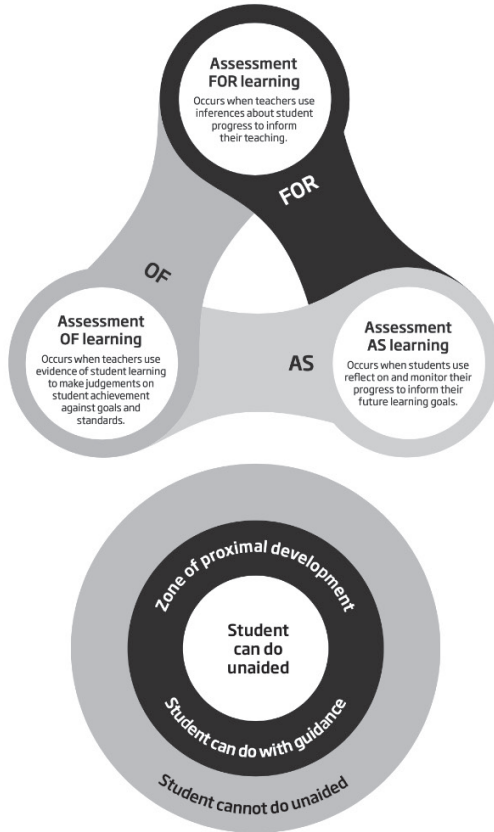 Assessment
FOR learning
Occurs when teachers use
inferences about student
progress to inform
their teaching.
FOR
OF
Assessment
OF learning
Occurs when teachers use
evidence of student learning
to make judgements on
student achievement
against goals and
standards.
AS
Assessment
AS learning
Occurs when students use
reflect on and monitor their
progress to inform their
future learning goals.
Zone of proximal development
Student
can do
unaided
Student can do with guidance
Student cannot do unaided